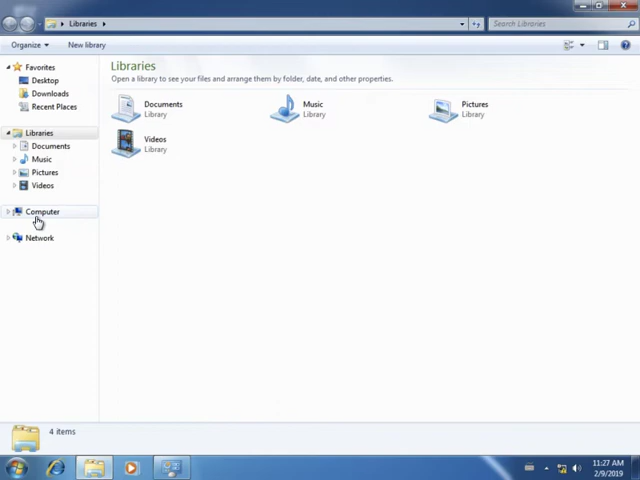 Libraries
Search Libraries
Organize
New library
Favorites
Desktop
Downloads
Recent Places
Libraries
Documents
Music
Pictures
Videos
Computer
Network
Libraries
Open a library to see your files and arrange them by folder, date, and other properties.
Documents
Library
Music
Library
Pictures
Library
Videos
Library
4 items
11:27 AM
2/9/2019